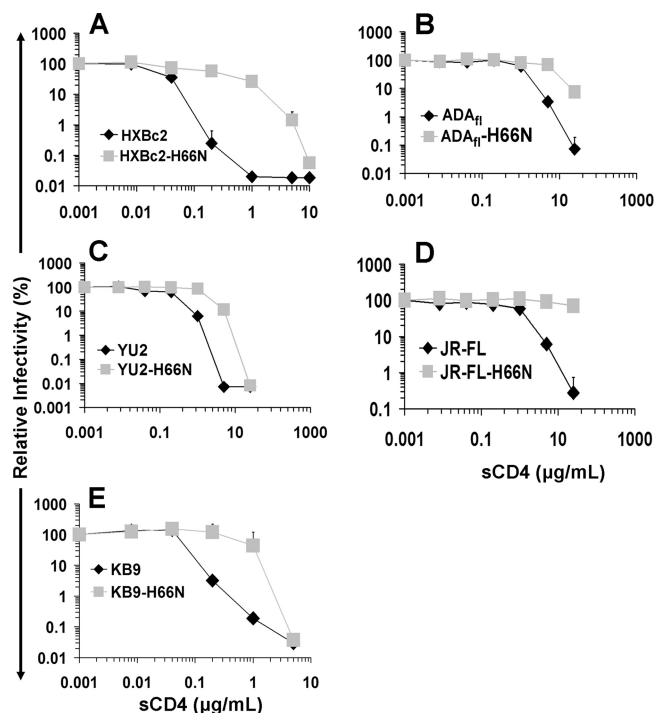 Relative Infectivity (%)
A
1000
100
10
1
0.1
0.01
HXBc2
HXBc2-H66N
0.001 0.01 0.1 1 10
B
1000
100
10
1
0.1
0.01
ADAfl
ADAfl-H66N
0.001 0.1 10 1000
C
1000
100
10
1
0.1
0.01
0.001
YU2
YU2-H66N
0.001 0.1 10 1000
D
1000
100
10
1
0.1
JR-FL
JR-FL-H66N
0.001 0.1 10 1000
sCD4 (µg/mL)
E
1000
100
10
1
0.1
0.01
KB9
KB9-H66N
0.001 0.01 0.1 1 10
sCD4 (µg/mL)